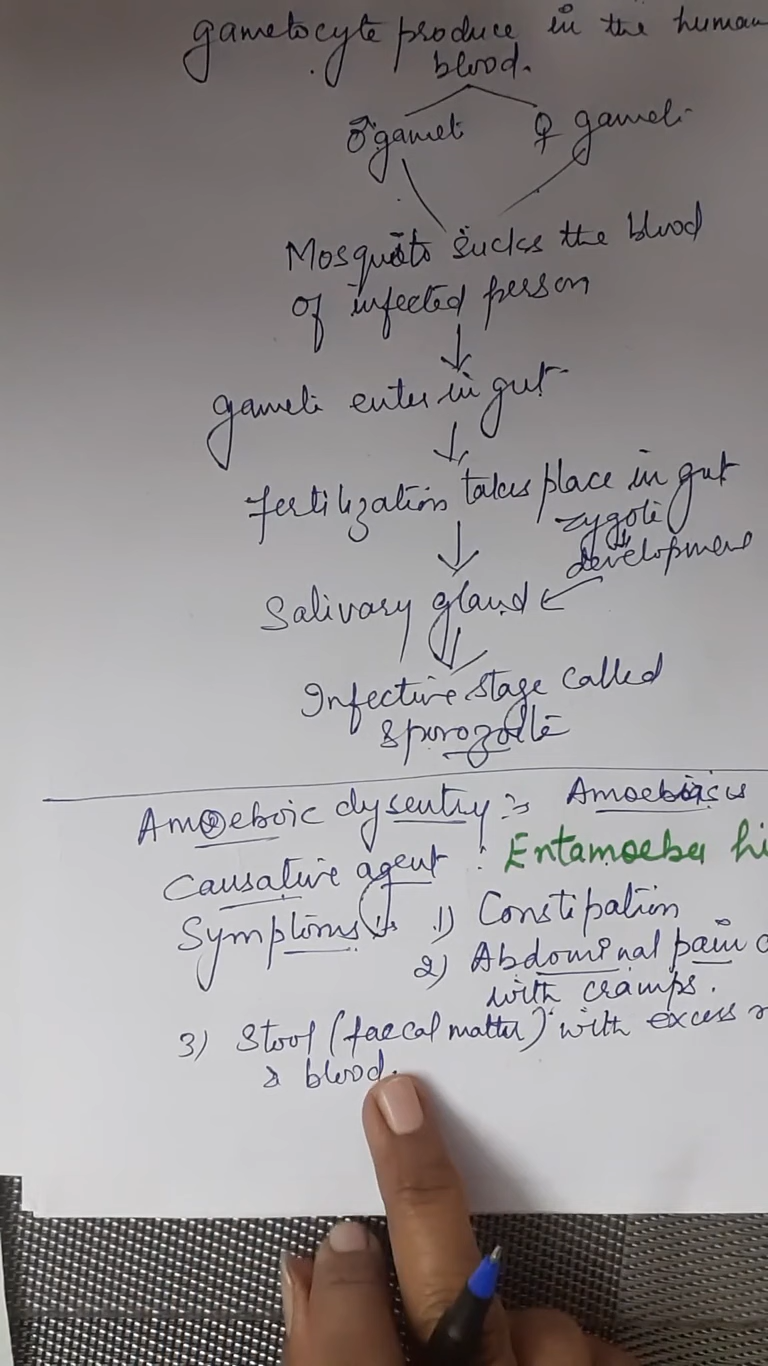 gametocyte produce in the human
blood.
♂ gamete ♀ gamete
Mosquito sucks the blood
of infected person
↓
gamete enter in gut
↓
fertilization takes place in gut
zygote
↓
development
Salivary gland ←
↓
Infective stage called
sporozoite
Amoeboic dysentry :- Amoebiasis
Causative agent : Entamoeba hi
Symptoms :- 1) Constipation
2) Abdominal pain
with cramps.
3) Stool (faecal matter) with excess
& blood.